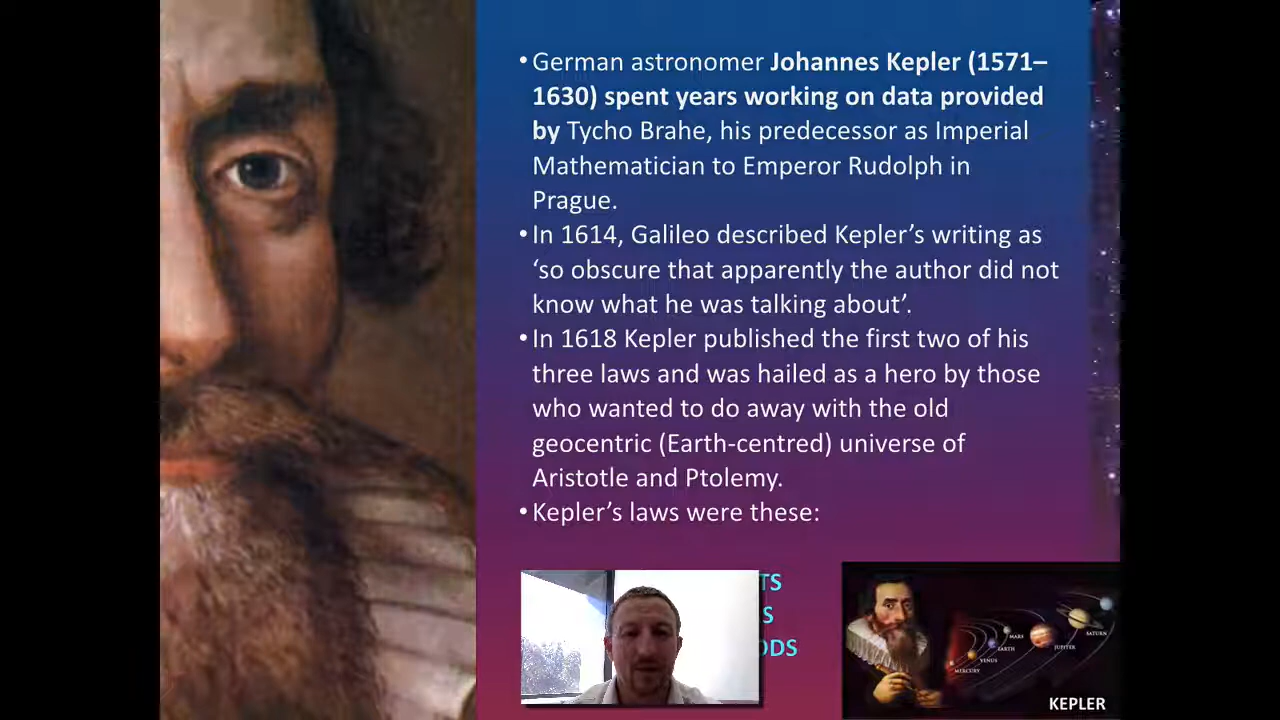 • German astronomer Johannes Kepler (1571–
1630) spent years working on data provided
by Tycho Brahe, his predecessor as Imperial
Mathematician to Emperor Rudolph in
Prague.
• In 1614, Galileo described Kepler’s writing as
‘so obscure that apparently the author did not
know what he was talking about’.
• In 1618 Kepler published the first two of his
three laws and was hailed as a hero by those
who wanted to do away with the old
geocentric (Earth-centred) universe of
Aristotle and Ptolemy.
• Kepler’s laws were these:
MERCURY
VENUS
EARTH
MARS
JUPITER
SATURN
KEPLER